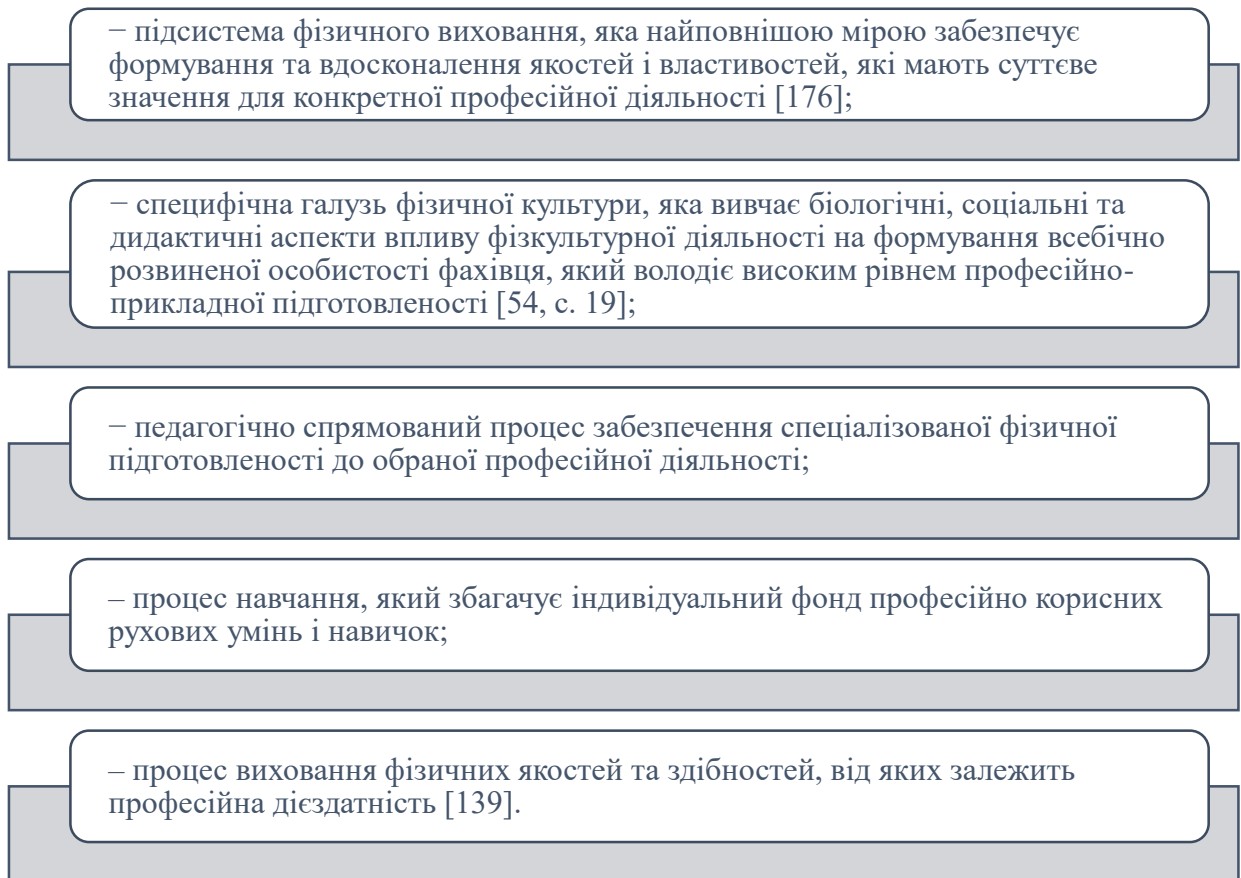 − підсистема фізичного виховання, яка найповнішою мірою забезпечує
формування та вдосконалення якостей і властивостей, які мають суттєве
значення для конкретної професійної діяльності [176];
− специфічна галузь фізичної культури, яка вивчає біологічні, соціальні та
дидактичні аспекти впливу фізкультурної діяльності на формування всебічно
розвиненої особистості фахівця, який володіє високим рівнем професійно-
прикладної підготовленості [54, с. 19];
− педагогічно спрямований процес забезпечення спеціалізованої фізичної
підготовленості до обраної професійної діяльності;
– процес навчання, який збагачує індивідуальний фонд професійно корисних
рухових умінь і навичок;
– процес виховання фізичних якостей та здібностей, від яких залежить
професійна дієздатність [139].